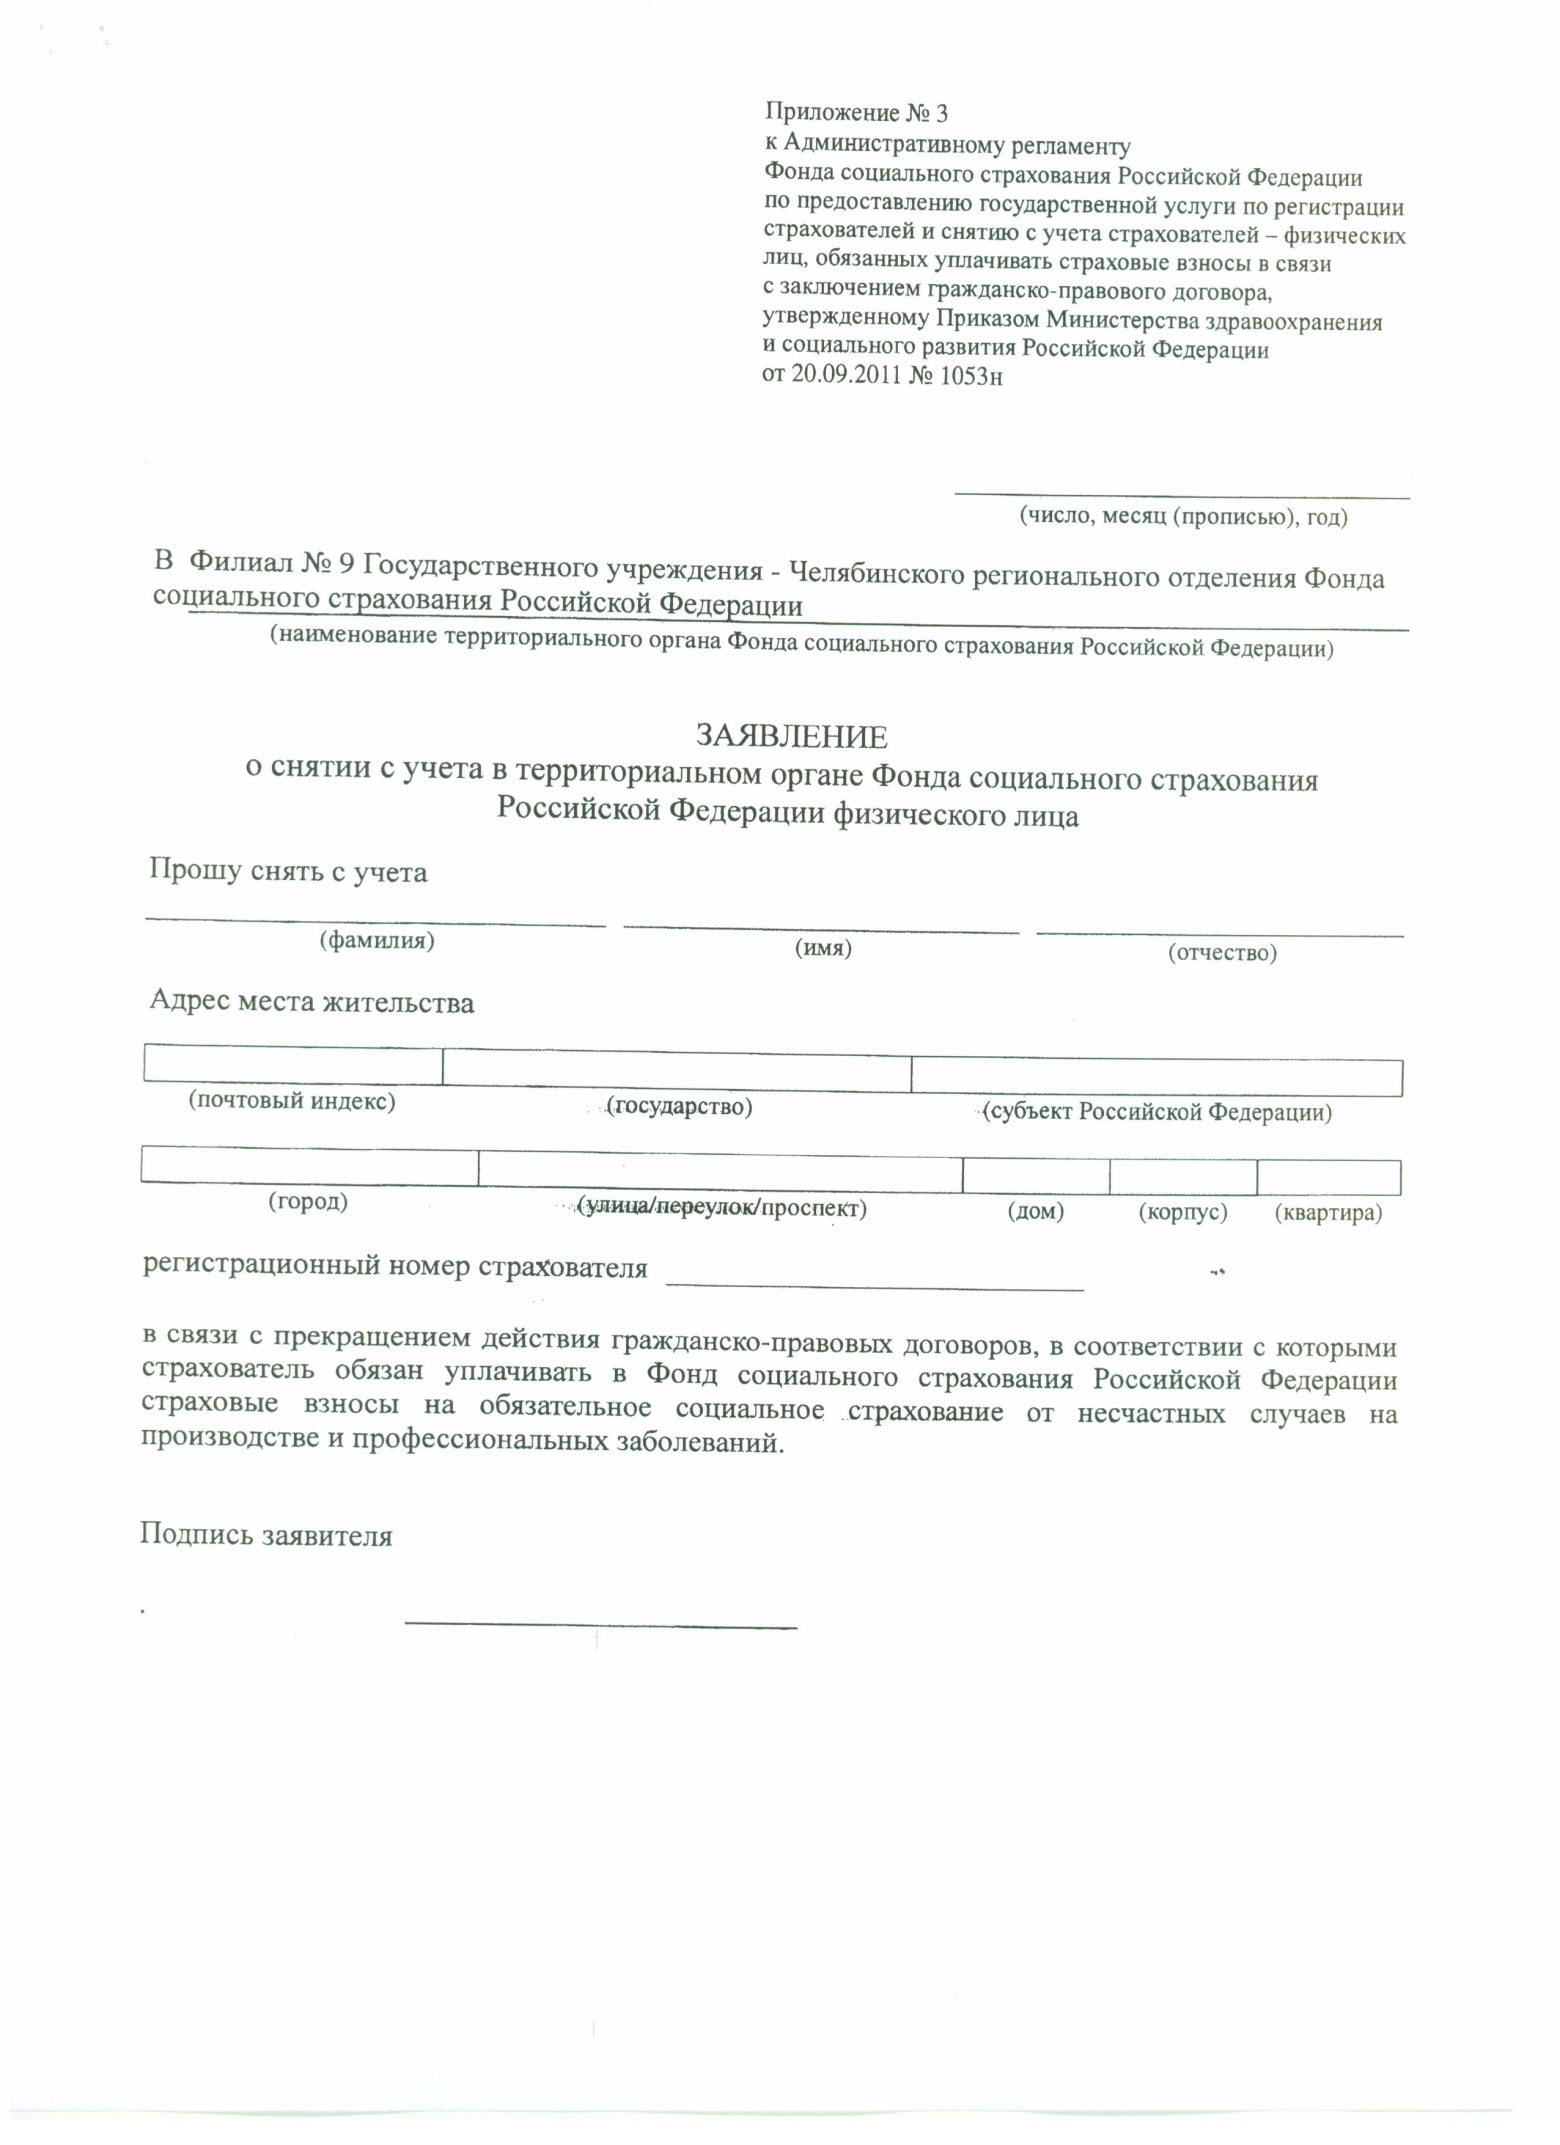 Приложение № 3
к Административному регламенту
Фонда социального страхования Российской Федерации
по предоставлению государственной услуги по регистрации
страхователей и снятию с учета страхователей – физических
лиц, обязанных уплачивать страховые взносы в связи
с заключением гражданско-правового договора,
утвержденному Приказом Министерства здравоохранения
и социального развития Российской Федерации
от 20.09.2011 № 1053н
(число, месяц (прописью), год)
В Филиал № 9 Государственного учреждения - Челябинского регионального отделения Фонда
социального страхования Российской Федерации
(наименование территориального органа Фонда социального страхования Российской Федерации)
ЗАЯВЛЕНИЕ
о снятии с учета в территориальном органе Фонда социального страхования
Российской Федерации физического лица
Прошу снять с учета
(фамилия) (имя) (отчество)
Адрес места жительства
(почтовый индекс) (государство) (субъект Российской Федерации)
(город) (улица/переулок/проспект) (дом) (корпус) (квартира)
регистрационный номер страхователя
в связи с прекращением действия гражданско-правовых договоров, в соответствии с которыми
страхователь обязан уплачивать в Фонд социального страхования Российской Федерации
страховые взносы на обязательное социальное страхование от несчастных случаев на
производстве и профессиональных заболеваний.
Подпись заявителя